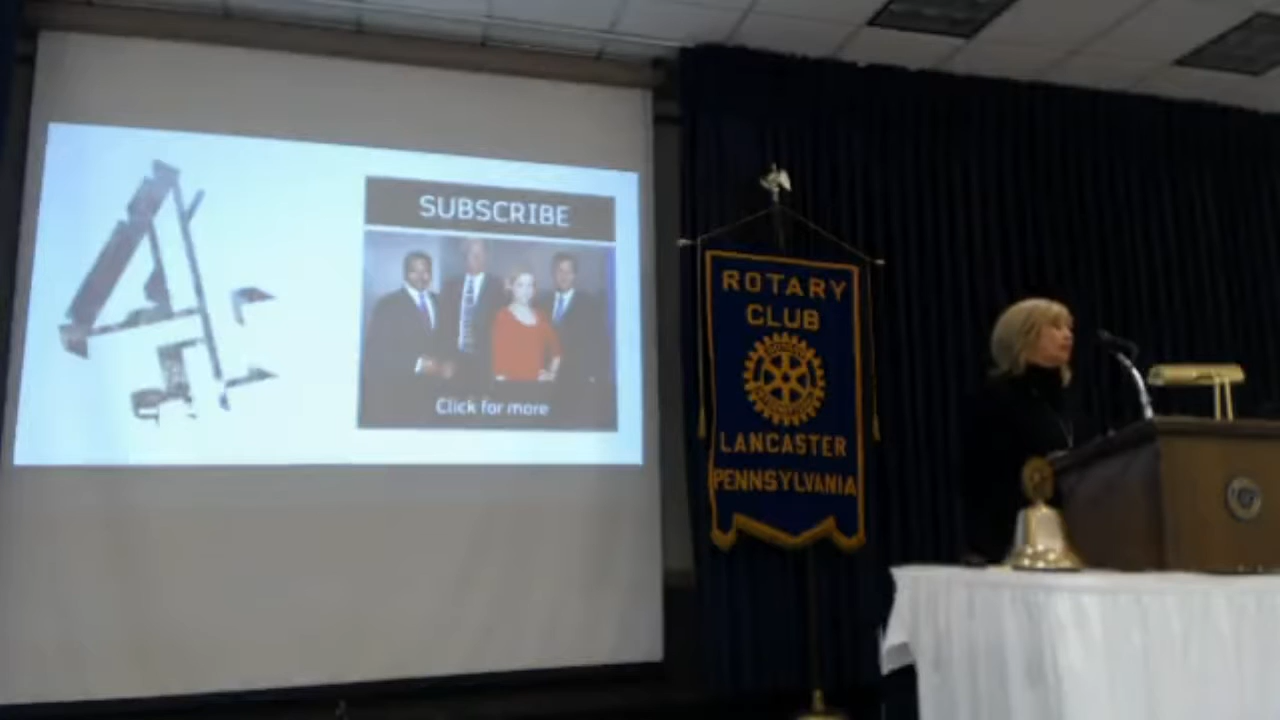 SUBSCRIBE
Click for more
ROTARY
CLUB
LANCASTER
PENNSYLVANIA